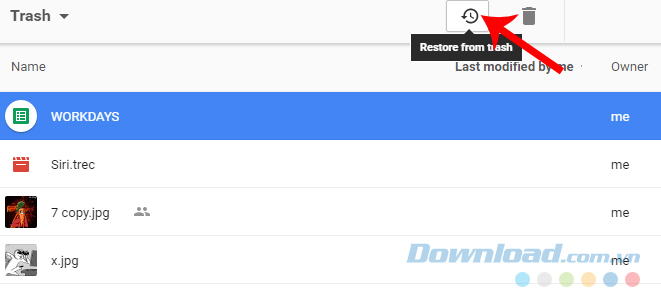 Trash
Restore from trash
Name Last modified by me Owner
WORKDAYS me
Siri.trec me
7 copy.jpg me
x.jpg me
Download.com.vn